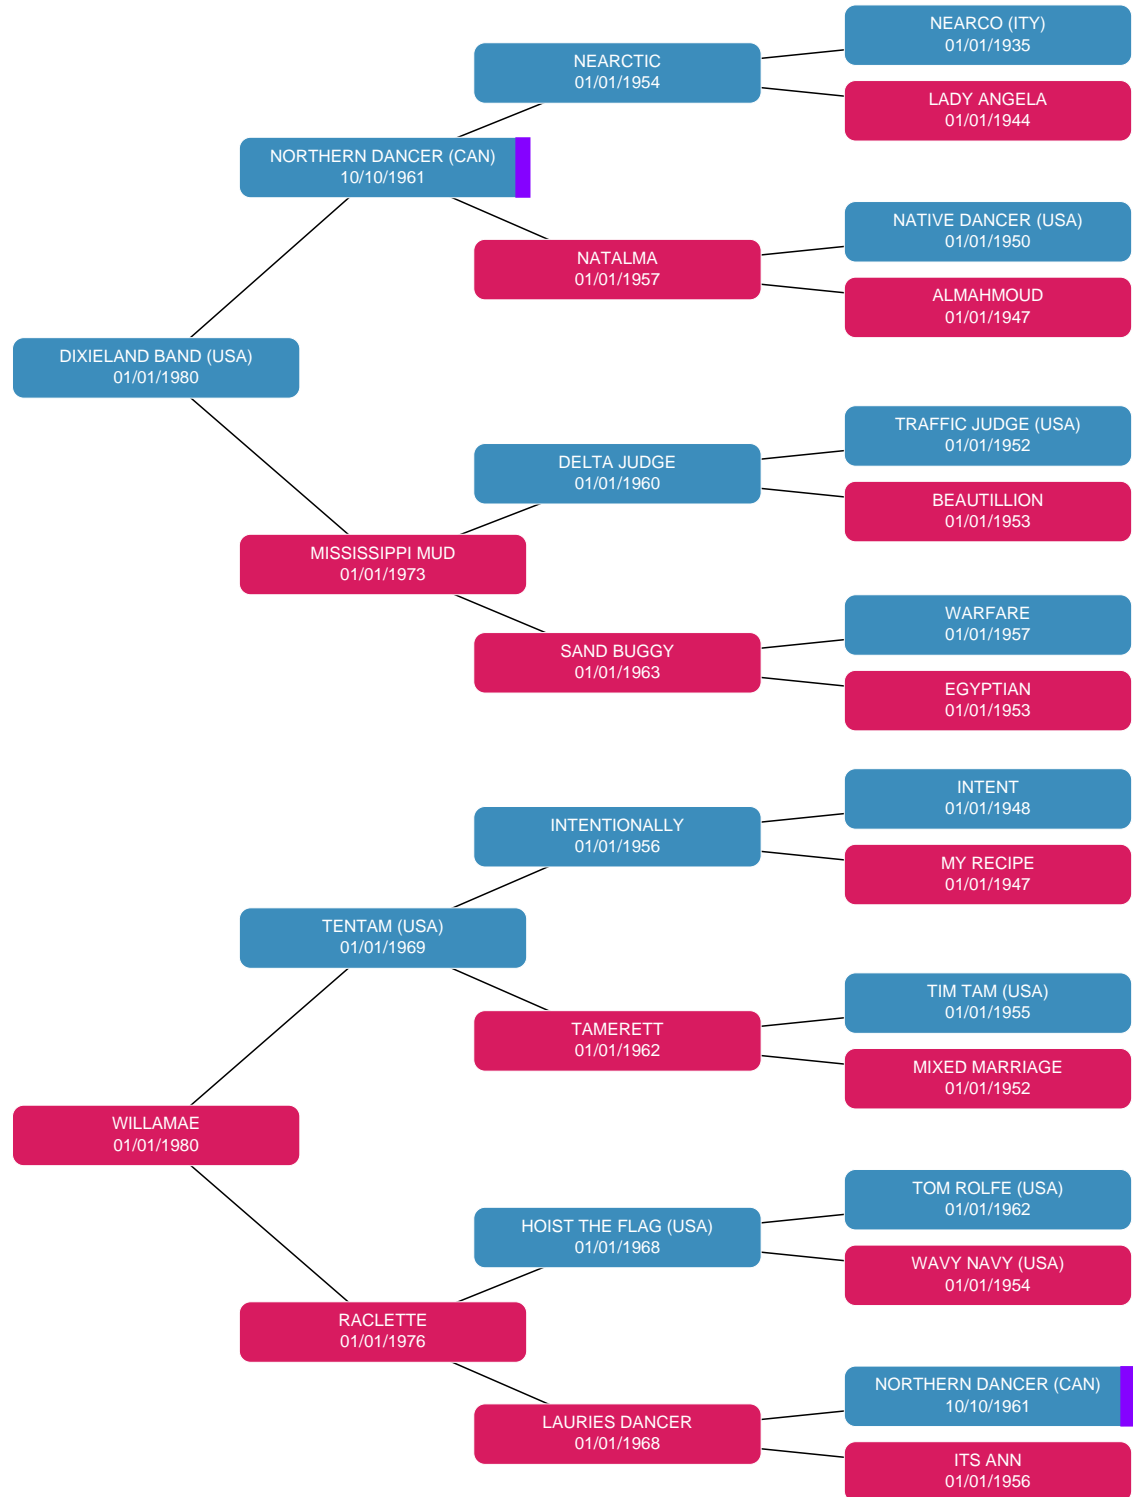 NEARCO (ITY)
01/01/1935
NEARCTIC
01/01/1954
LADY ANGELA
01/01/1944
NORTHERN DANCER (CAN)
10/10/1961
NATIVE DANCER (USA)
01/01/1950
NATALMA
01/01/1957
ALMAHMOUD
01/01/1947
DIXIELAND BAND (USA)
01/01/1980
TRAFFIC JUDGE (USA)
01/01/1952
DELTA JUDGE
01/01/1960
BEAUTILLION
01/01/1953
MISSISSIPPI MUD
01/01/1973
WARFARE
01/01/1957
SAND BUGGY
01/01/1963
EGYPTIAN
01/01/1953
INTENT
01/01/1948
INTENTIONALLY
01/01/1956
MY RECIPE
01/01/1947
TENTAM (USA)
01/01/1969
TIM TAM (USA)
01/01/1955
TAMERETT
01/01/1962
MIXED MARRIAGE
01/01/1952
WILLAMAE
01/01/1980
TOM ROLFE (USA)
01/01/1962
HOIST THE FLAG (USA)
01/01/1968
WAVY NAVY (USA)
01/01/1954
RACLETTE
01/01/1976
NORTHERN DANCER (CAN)
10/10/1961
LAURIES DANCER
01/01/1968
ITS ANN
01/01/1956